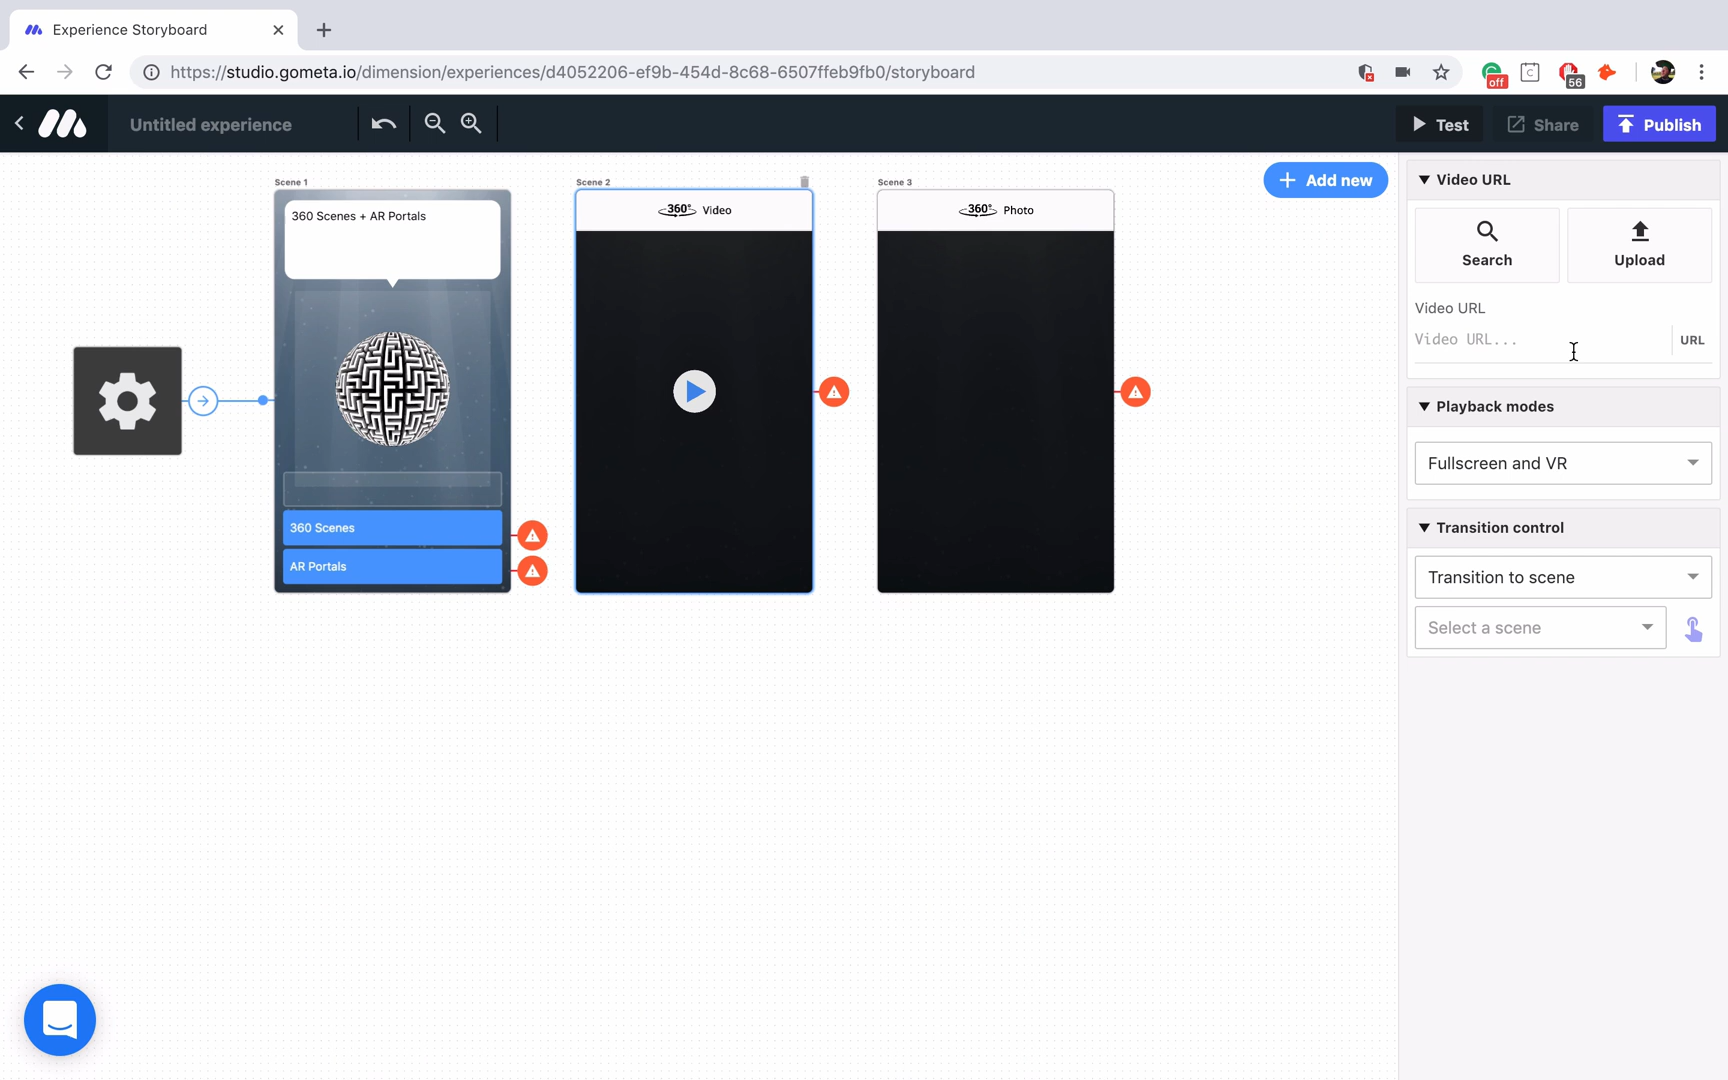 Experience Storyboard
https://studio.gometa.io/dimension/experiences/d4052206-ef9b-454d-8c68-6507ffeb9fb0/storyboard
off
C
56
Untitled experience
Test
Share
Publish
Add new
Scene 1
360 Scenes + AR Portals
360 Scenes
AR Portals
Scene 2
360° Video
Scene 3
360° Photo
Video URL
Search
Upload
Video URL
Video URL...
URL
Playback modes
Fullscreen and VR
Transition control
Transition to scene
Select a scene